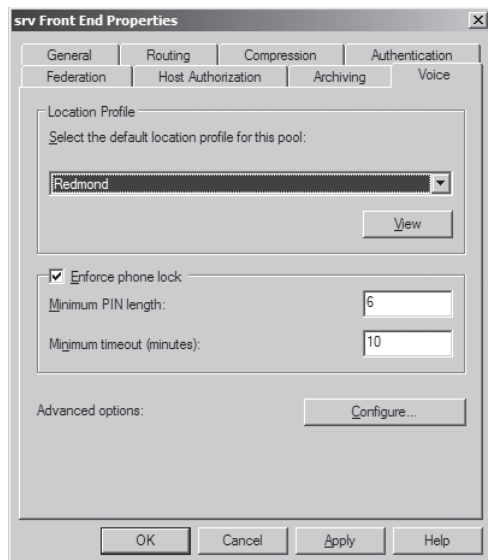 srv Front End Properties
General Routing Compression Authentication
Federation Host Authorization Archiving Voice
Location Profile
Select the default location profile for this pool:
Redmond
View
Enforce phone lock
Minimum PIN length: 6
Minimum timeout (minutes): 10
Advanced options: Configure...
OK Cancel Apply Help